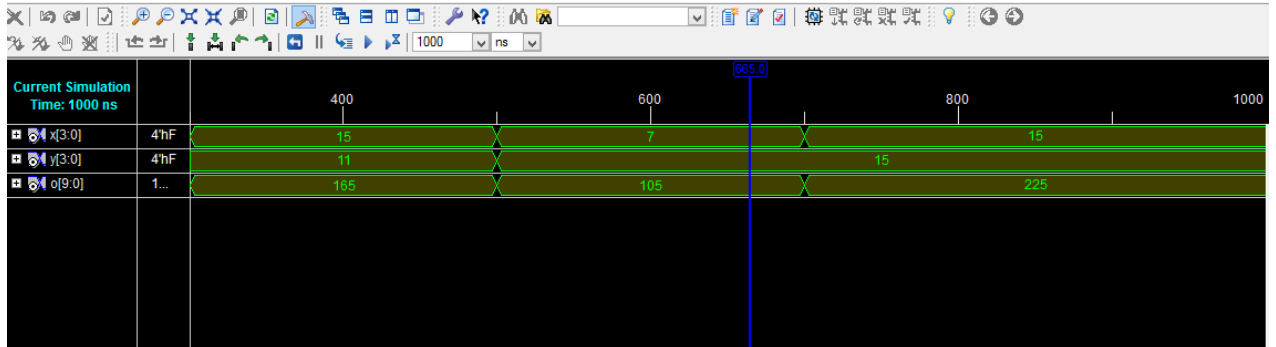 1000 ns
665.0
Current Simulation
Time: 1000 ns
400 600 800 1000
x[3:0] 4'hF 15 7 15
y[3:0] 4'hF 11 15
o[9:0] 1... 165 105 225